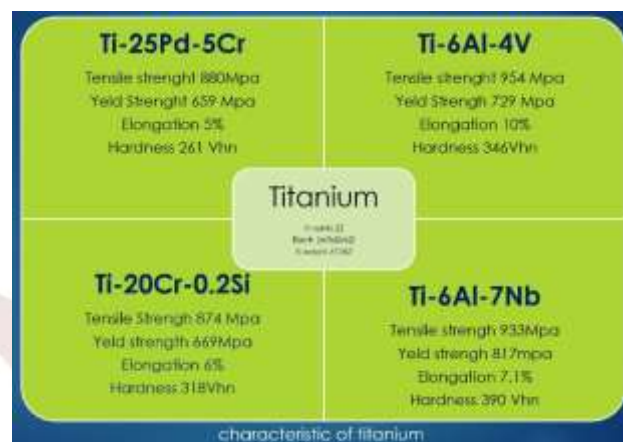 Ti-25Pd-5Cr
Tensile strenght 880Mpa
Yeld Strenght 659 Mpa
Elongation 5%
Hardness 261 Vhn
Ti-6Al-4V
Tensile strenght 954 Mpa
Yeld Strengh 729 Mpa
Elongation 10%
Hardness 346Vhn
Titanium
Ti-20Cr-0.2Si
Tensile Strengh 874 Mpa
Yeld strength 669Mpa
Elongation 6%
Hardness 318Vhn
Ti-6Al-7Nb
Tensile strengh 933Mpa
Yeld strengh 817mpa
Elongation 7,1%
Hardness 390 Vhn
characteristic of titanium